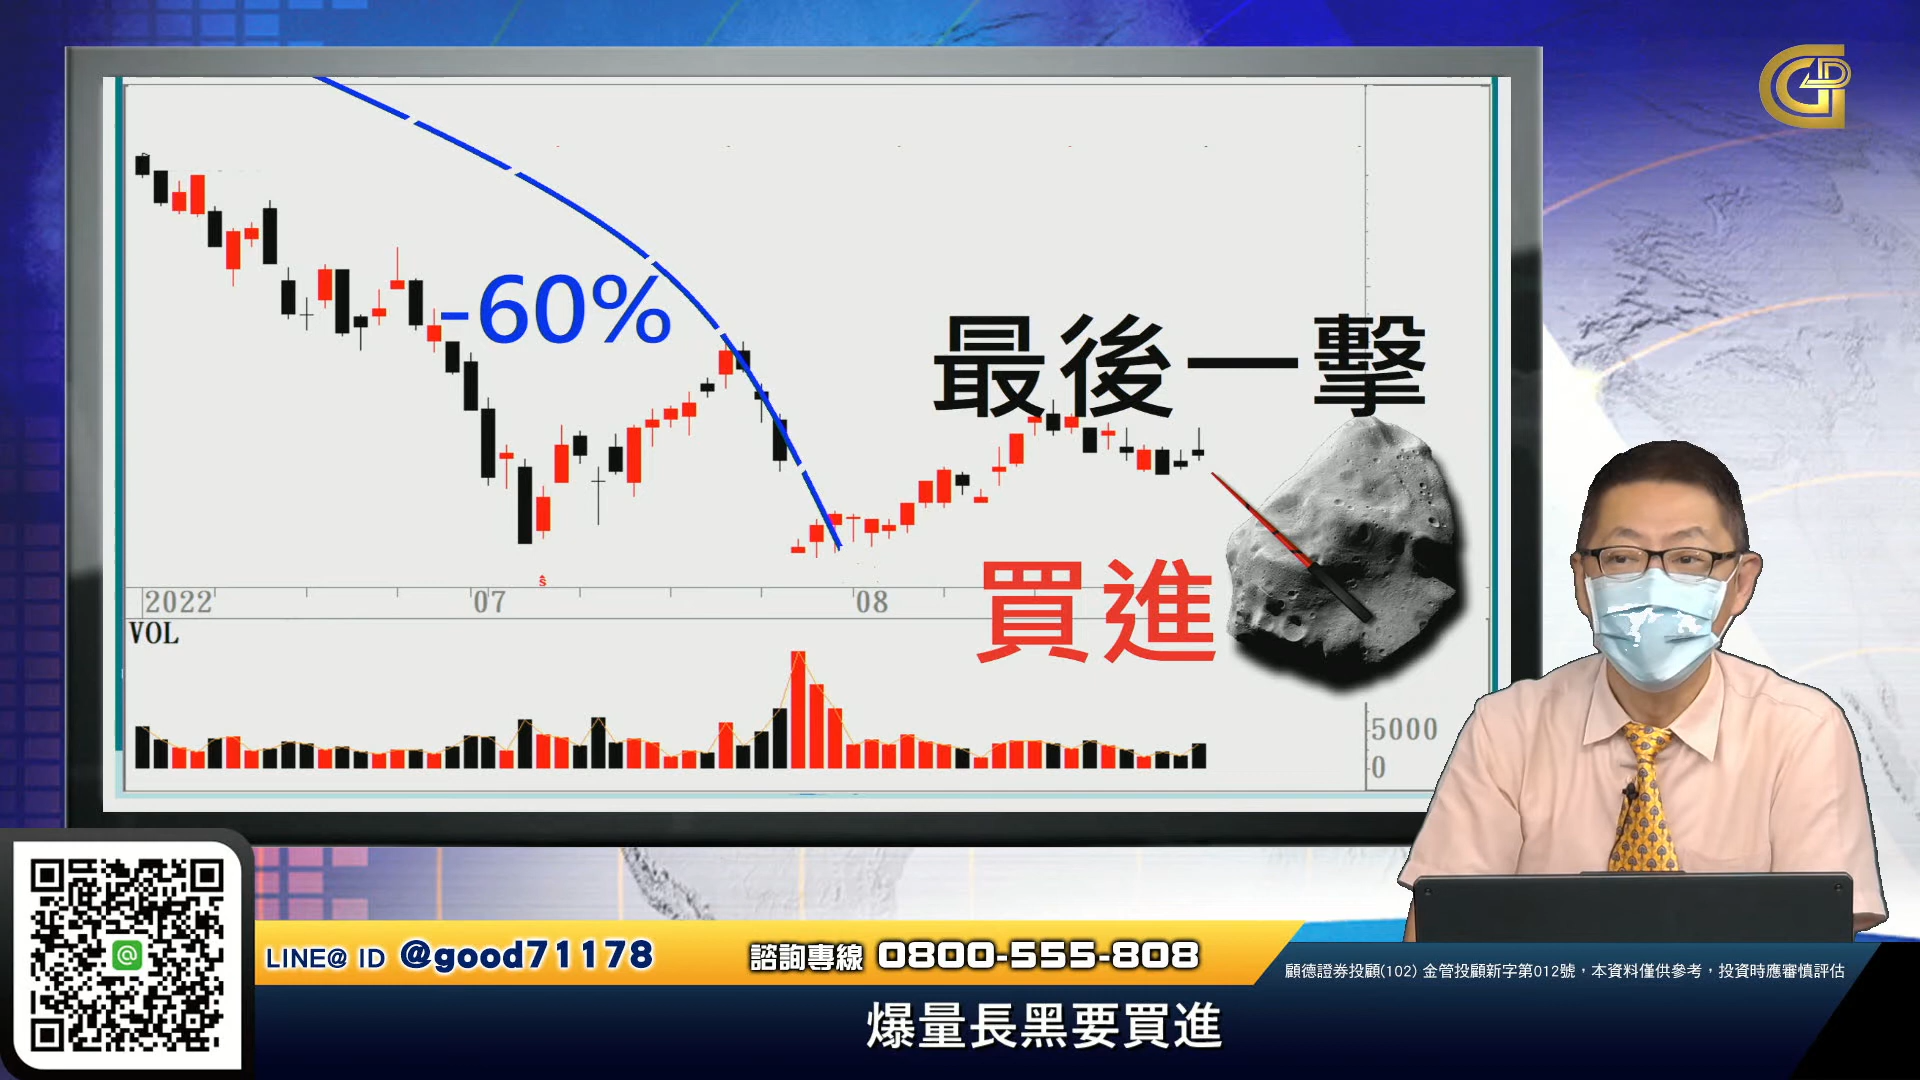 -60%
最後一擊
買進
2022
07
08
VOL
5000
0
LINE@ ID @good71178
諮詢專線 0800-555-808
顧德證券投顧(102) 金管投顧新字第012號，本資料僅供參考，投資時應審慎評估
爆量長黑要買進